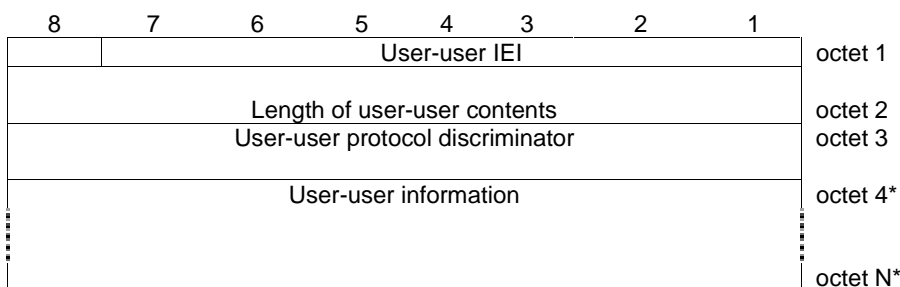 8 7 6 5 4 3 2 1
User-user IEI octet 1
Length of user-user contents octet 2
User-user protocol discriminator octet 3
User-user information octet 4*
octet N*